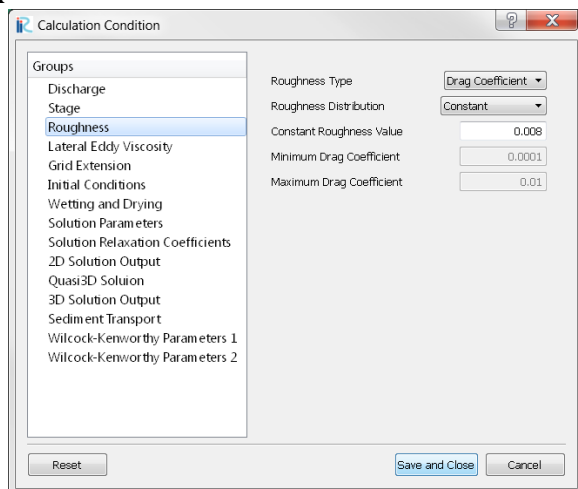 Calculation Condition
Groups
Discharge
Stage
Roughness
Lateral Eddy Viscosity
Grid Extension
Initial Conditions
Wetting and Drying
Solution Parameters
Solution Relaxation Coefficients
2D Solution Output
Quasi3D Soluion
3D Solution Output
Sediment Transport
Wilcock-Kenworthy Parameters 1
Wilcock-Kenworthy Parameters 2
Roughness Type Drag Coefficient
Roughness Distribution Constant
Constant Roughness Value 0.008
Minimum Drag Coefficient 0.0001
Maximum Drag Coefficient 0.01
Reset Save and Close Cancel